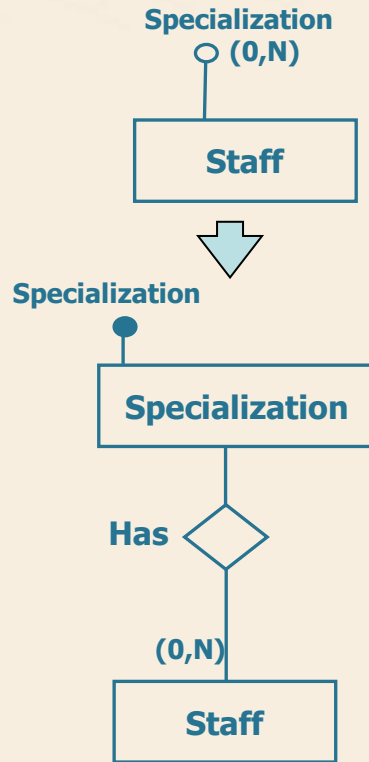 Specialization
(0,N)
Staff
Specialization
Specialization
Has
(0,N)
Staff